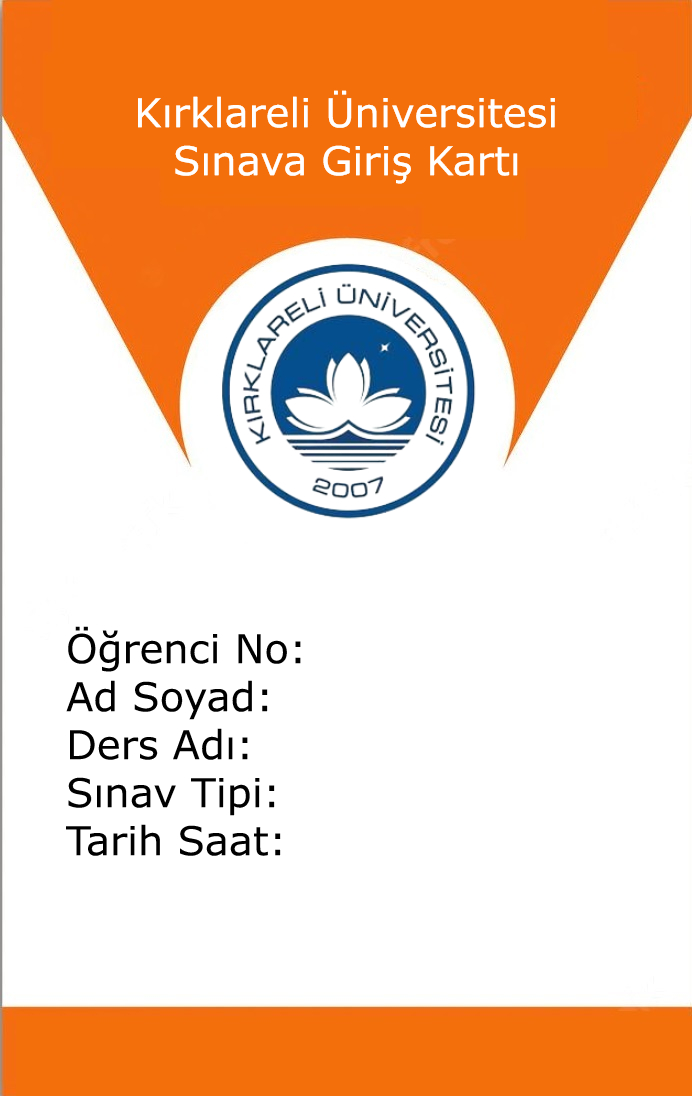 Kırklareli Üniversitesi
Sınava Giriş Kartı
KIRKLARELİ ÜNİVERSİTESİ
2007
Öğrenci No:
Ad Soyad:
Ders Adı:
Sınav Tipi:
Tarih Saat: